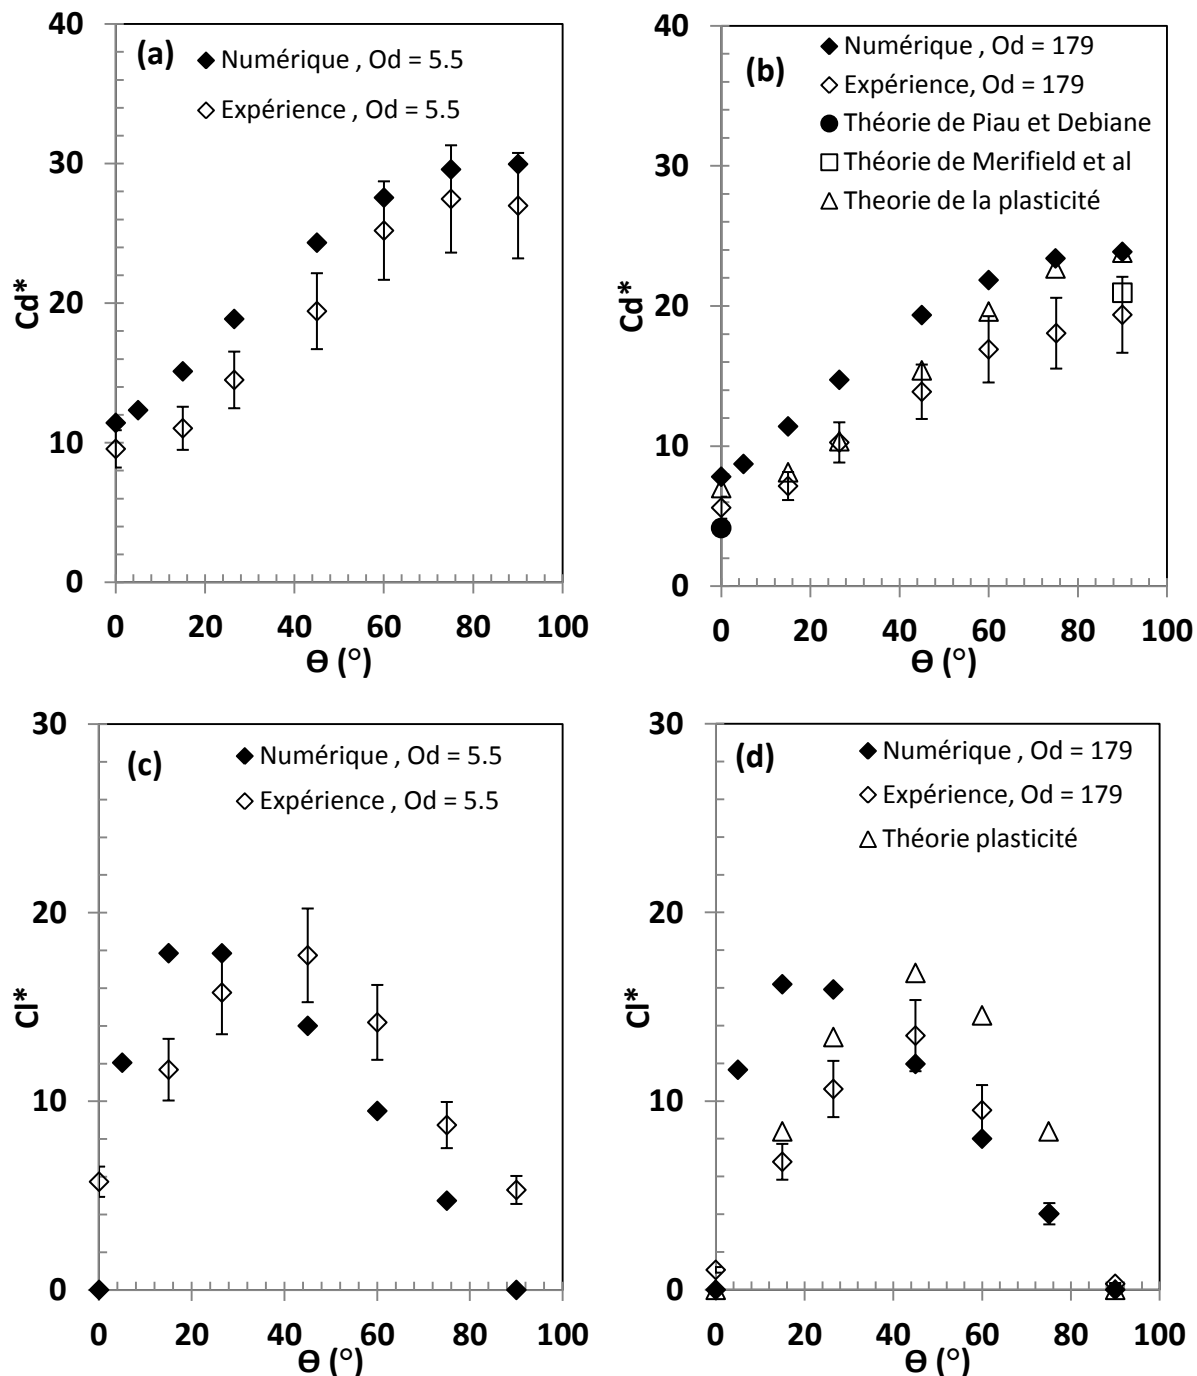 40
30
20
10
0
Cd*
(a)
Numérique , Od = 5.5
Expérience , Od = 5.5
0 20 40 60 80 100
ϴ (°)
40
30
20
10
0
Cd*
(b)
Numérique , Od = 179
Expérience, Od = 179
Théorie de Piau et Debiane
Théorie de Merifield et al
Theorie de la plasticité
0 20 40 60 80 100
ϴ (°)
30
20
10
0
Cl*
(c)
Numérique , Od = 5.5
Expérience , Od = 5.5
0 20 40 60 80 100
ϴ (°)
30
20
10
0
Cl*
(d)
Numérique , Od = 179
Expérience, Od = 179
Théorie plasticité
0 20 40 60 80 100
ϴ (°)